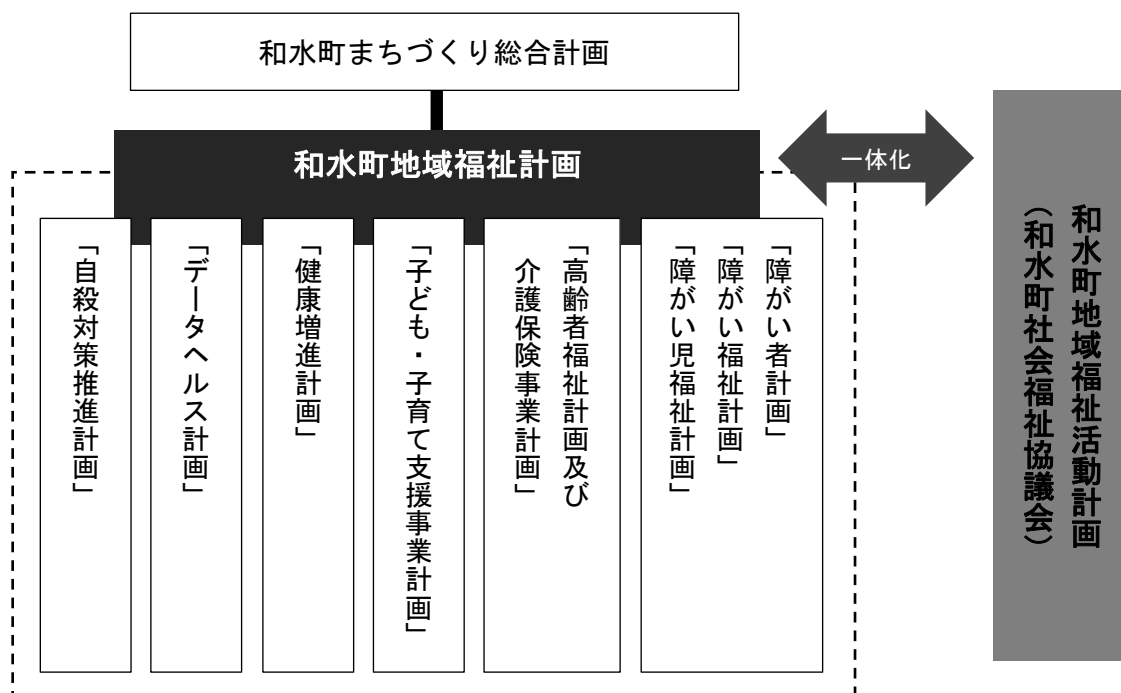 和水町まちづくり総合計画
和水町地域福祉計画
一体化
「障がい者計画」
「障がい福祉計画」
「障がい児福祉計画」
「高齢者福祉計画及び
介護保険事業計画」
「子ども・子育て支援事業計画」
「健康増進計画」
「データヘルス計画」
「自殺対策推進計画」
和水町地域福祉活動計画
（和水町社会福祉協議会）